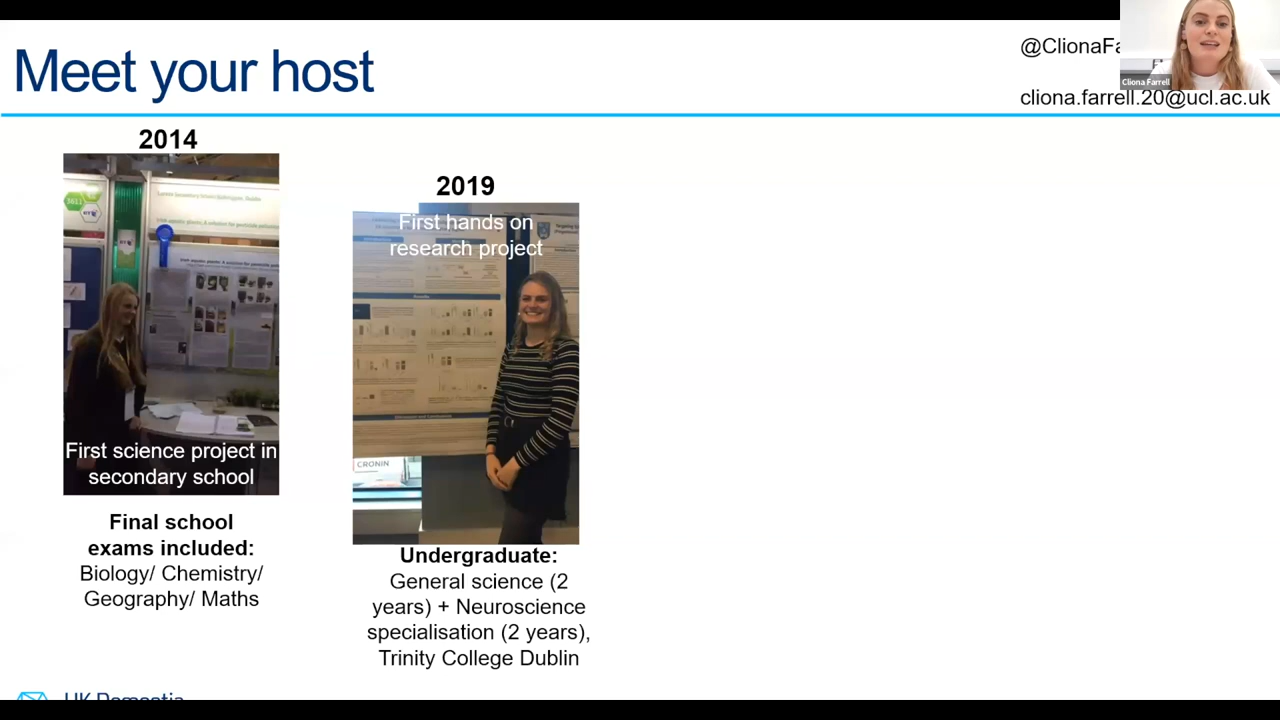 Meet your host
@ClionaFa
Cliona Farrell
cliona.farrell.20@ucl.ac.uk
2014
First science project in
secondary school
Final school
exams included:
Biology/ Chemistry/
Geography/ Maths
2019
First hands on
research project
CRONIN
Undergraduate:
General science (2
years) + Neuroscience
specialisation (2 years),
Trinity College Dublin
UK Dementia